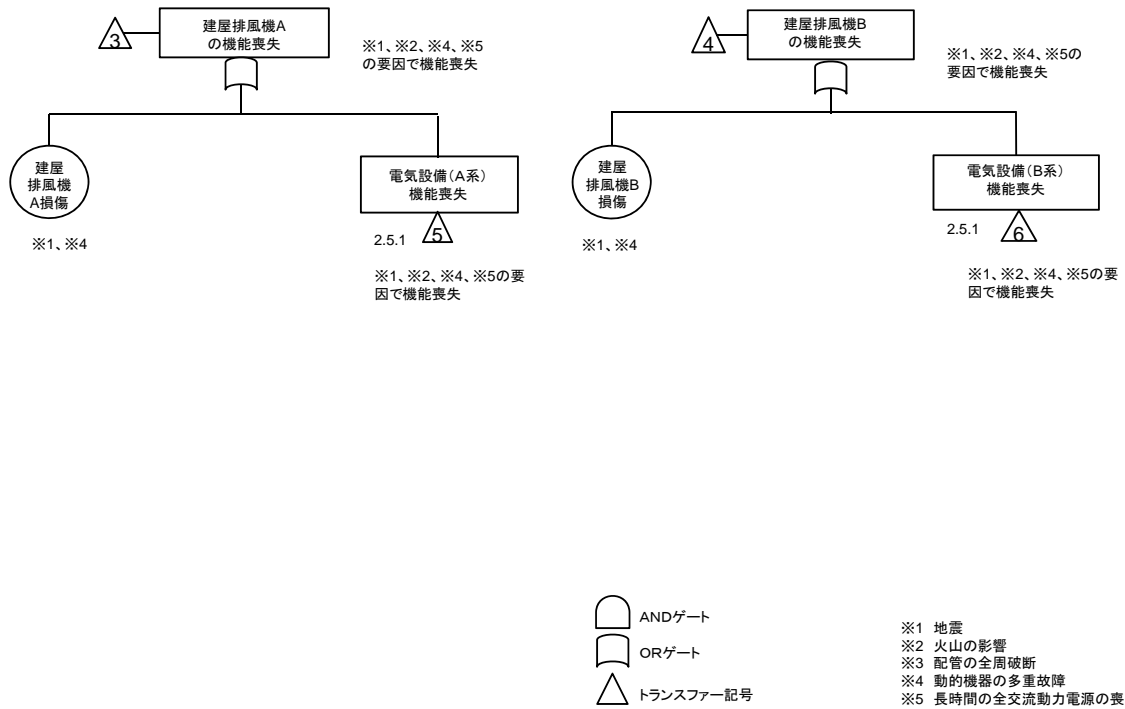 3
建屋排風機A
の機能喪失
※1、※2、※4、※5
の要因で機能喪失
建屋
排風機
A損傷
※1、※4
電気設備(A系)
機能喪失
2.5.1
5
※1、※2、※4、※5の要
因で機能喪失
4
建屋排風機B
の機能喪失
※1、※2、※4、※5の
要因で機能喪失
建屋
排風機B
損傷
※1、※4
電気設備(B系)
機能喪失
2.5.1
6
※1、※2、※4、※5の要
因で機能喪失
ANDゲート
ORゲート
トランスファー記号
※1 地震
※2 火山の影響
※3 配管の全周破断
※4 動的機器の多重故障
※5 長時間の全交流動力電源の喪